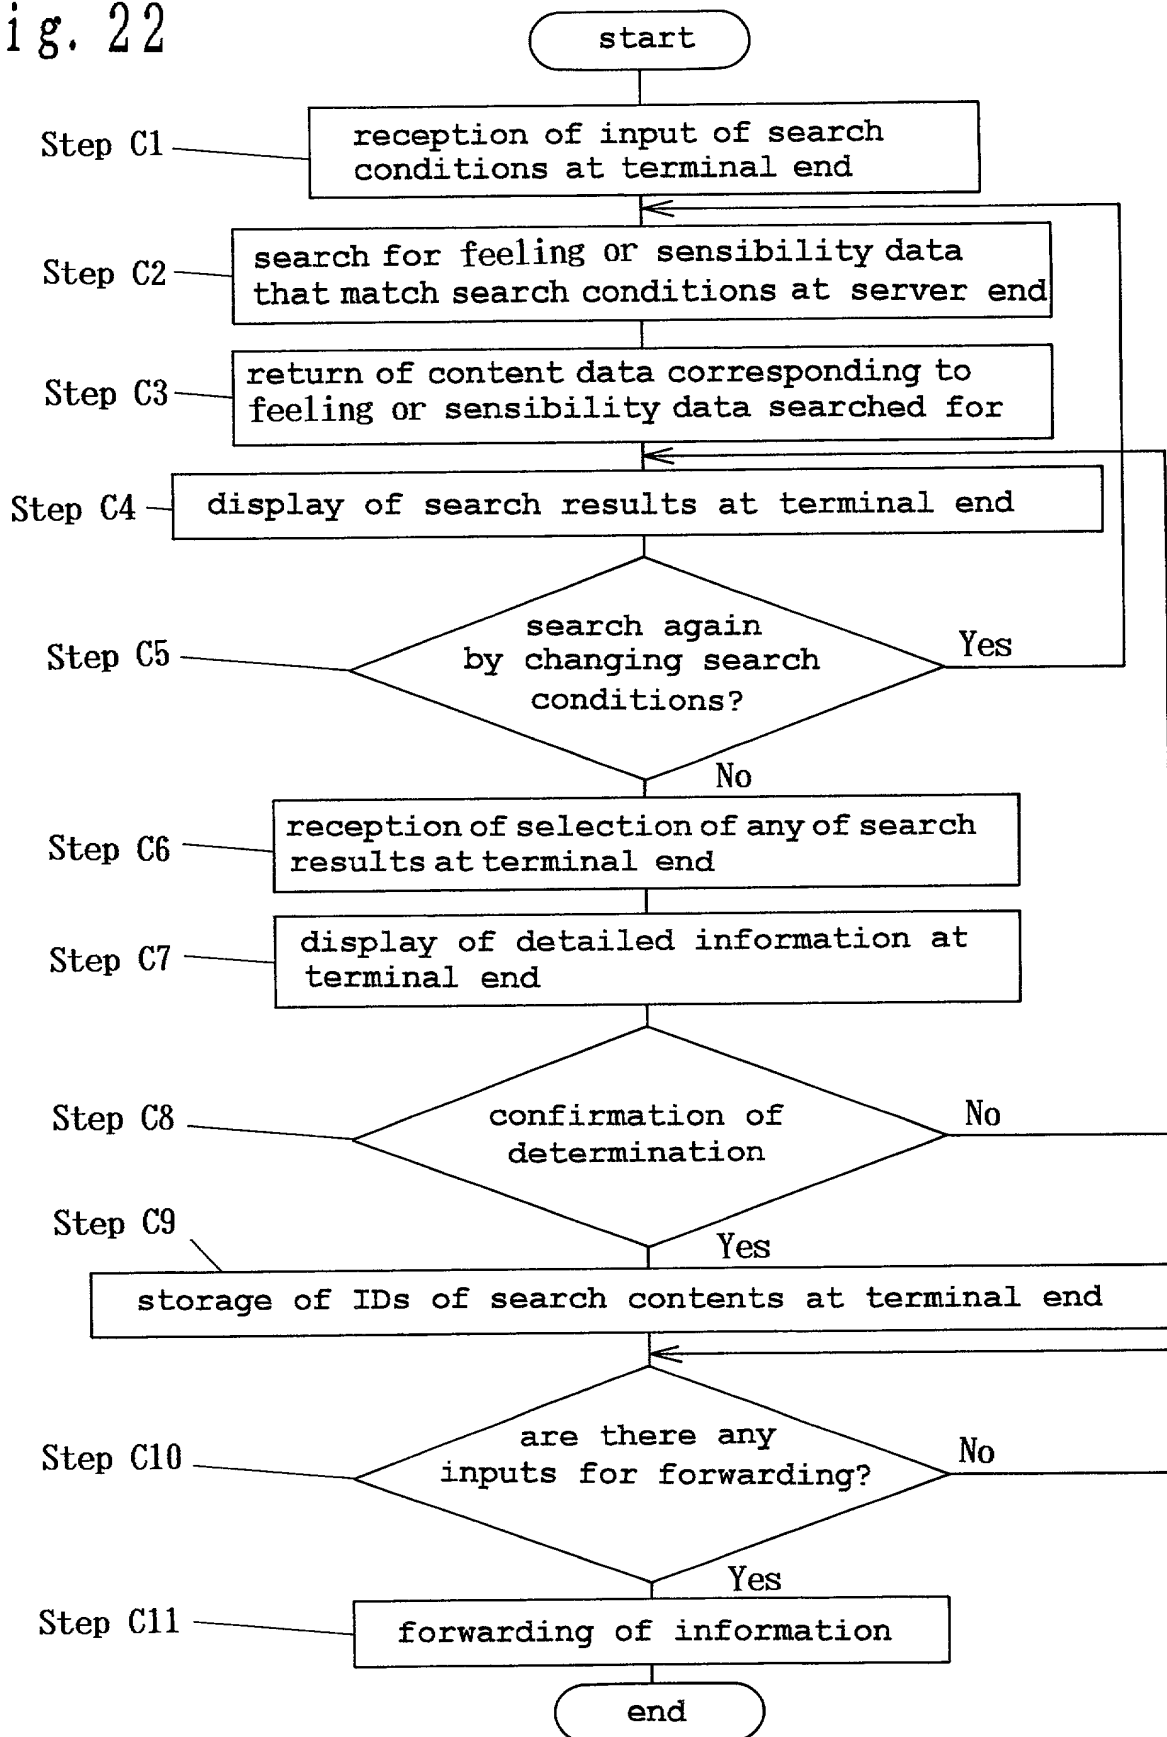 ig. 22
start
Step C1
reception of input of search
conditions at terminal end
Step C2
search for feeling or sensibility data
that match search conditions at server end
Step C3
return of content data corresponding to
feeling or sensibility data searched for
Step C4
display of search results at terminal end
Step C5
search again
by changing search
conditions?
Yes
No
Step C6
reception of selection of any of search
results at terminal end
Step C7
display of detailed information at
terminal end
Step C8
confirmation of
determination
No
Step C9
Yes
storage of IDs of search contents at terminal end
Step C10
are there any
inputs for forwarding?
No
Yes
Step C11
forwarding of information
end